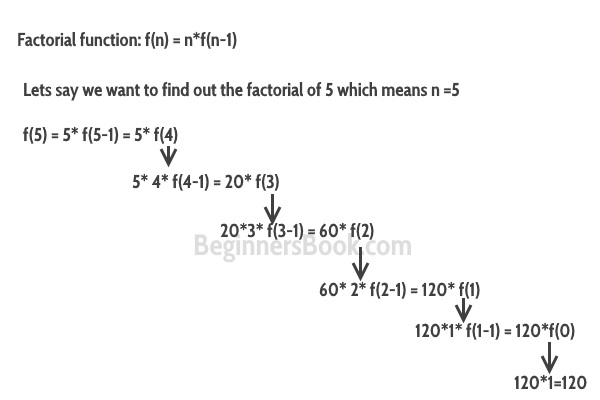 Factorial function: f(n) = n*f(n-1)
Lets say we want to find out the factorial of 5 which means n =5
f(5) = 5* f(5-1) = 5* f(4)
5* 4* f(4-1) = 20* f(3)
20*3* f(3-1) = 60* f(2)
BeginnersBook.com
60* 2* f(2-1) = 120* f(1)
120*1* f(1-1) = 120*f(0)
120*1=120